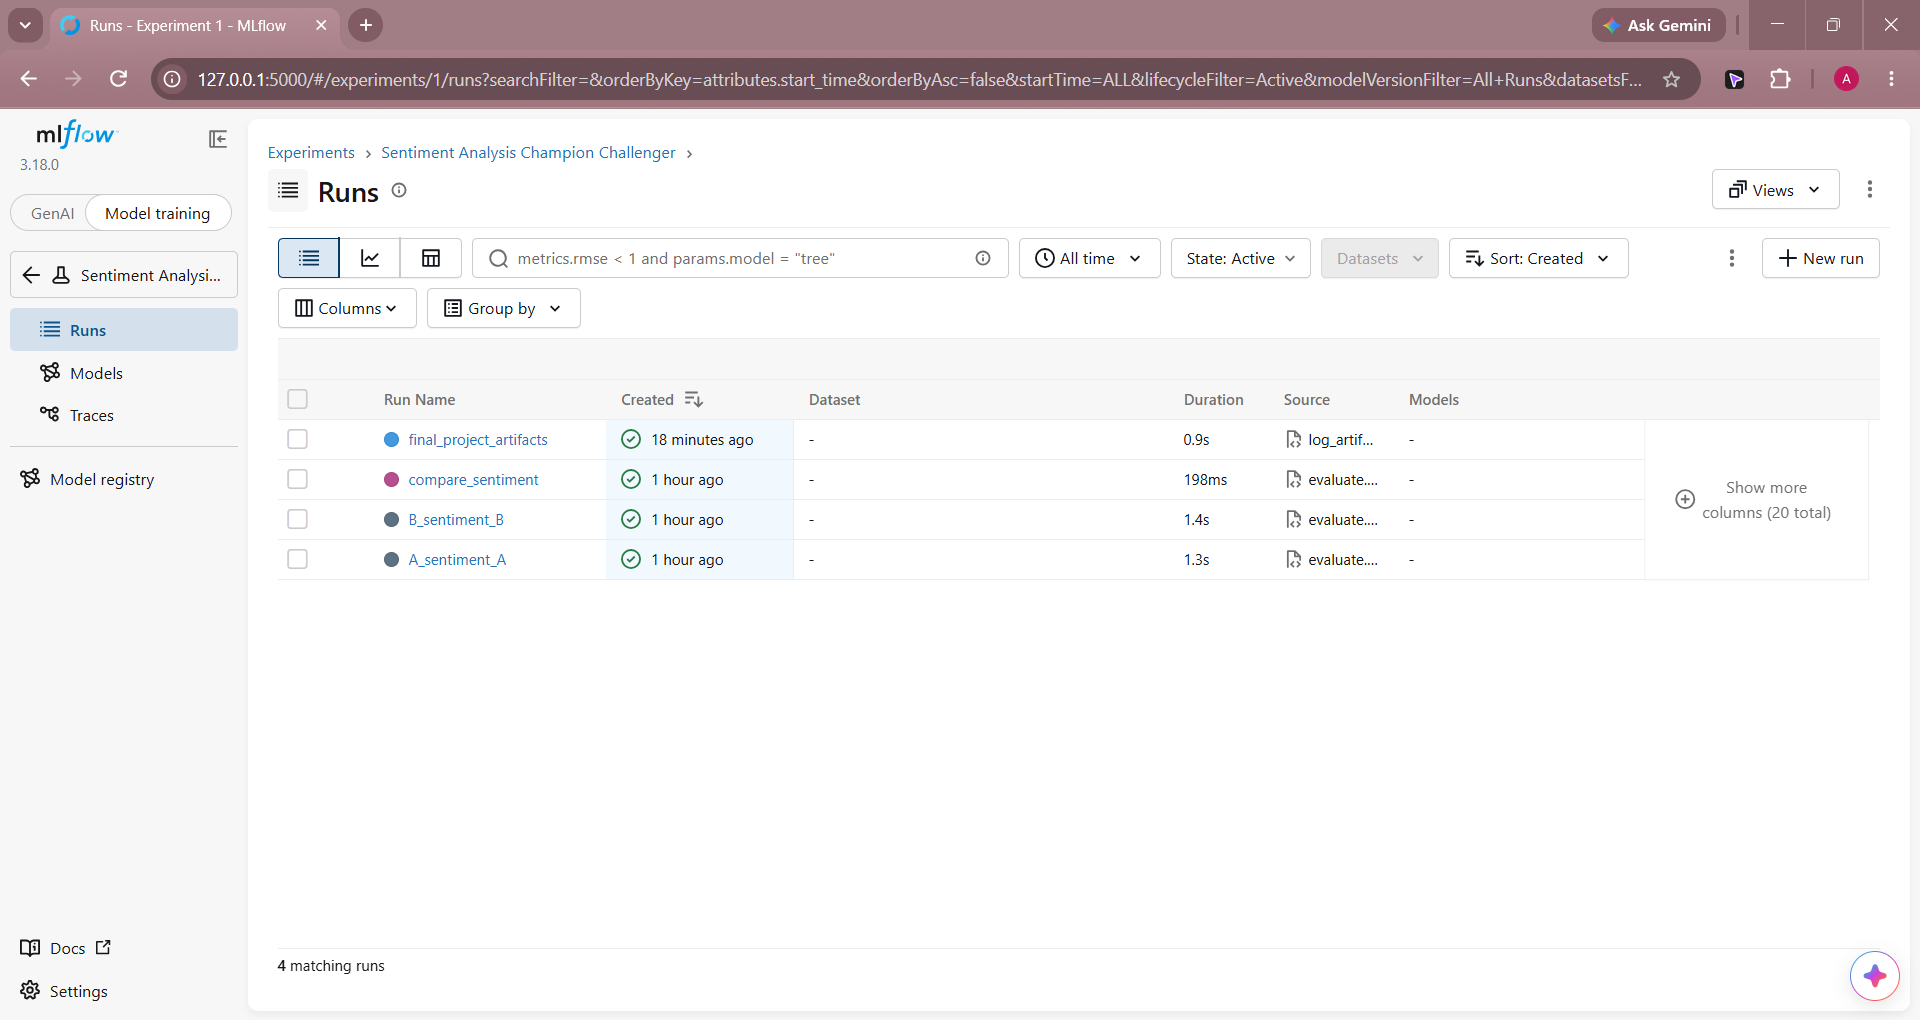 Runs - Experiment 1 - MLflow
Ask Gemini
127.0.0.1:5000/#/experiments/1/runs?searchFilter=&orderByKey=attributes.start_time&orderByAsc=false&startTime=ALL&lifecycleFilter=Active&modelVersionFilter=All+Runs&datasetsF...
A
mlflow
3.18.0
GenAI
Model training
Sentiment Analysi...
Runs
Models
Traces
Model registry
Docs
Settings
Experiments > Sentiment Analysis Champion Challenger >
Runs
Views
metrics.rmse < 1 and params.model = "tree"
All time
State: Active
Datasets
Sort: Created
New run
Columns
Group by
Run Name Created Dataset Duration Source Models
final_project_artifacts 18 minutes ago - 0.9s log_artif... -
compare_sentiment 1 hour ago - 198ms evaluate.... -
B_sentiment_B 1 hour ago - 1.4s evaluate.... -
A_sentiment_A 1 hour ago - 1.3s evaluate.... -
Show more
columns (20 total)
4 matching runs